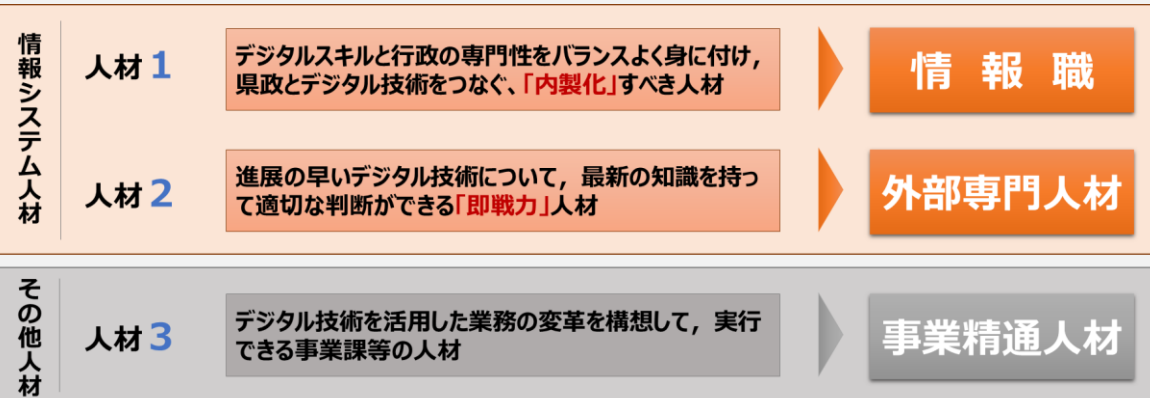 情報システム人材
人材1
デジタルスキルと行政の専門性をバランスよく身に付け，
県政とデジタル技術をつなぐ、「内製化」すべき人材
情報職
人材2
進展の早いデジタル技術について，最新の知識を持っ
て適切な判断ができる「即戦力」人材
外部専門人材
その他人材
人材3
デジタル技術を活用した業務の変革を構想して，実行
できる事業課等の人材
事業精通人材